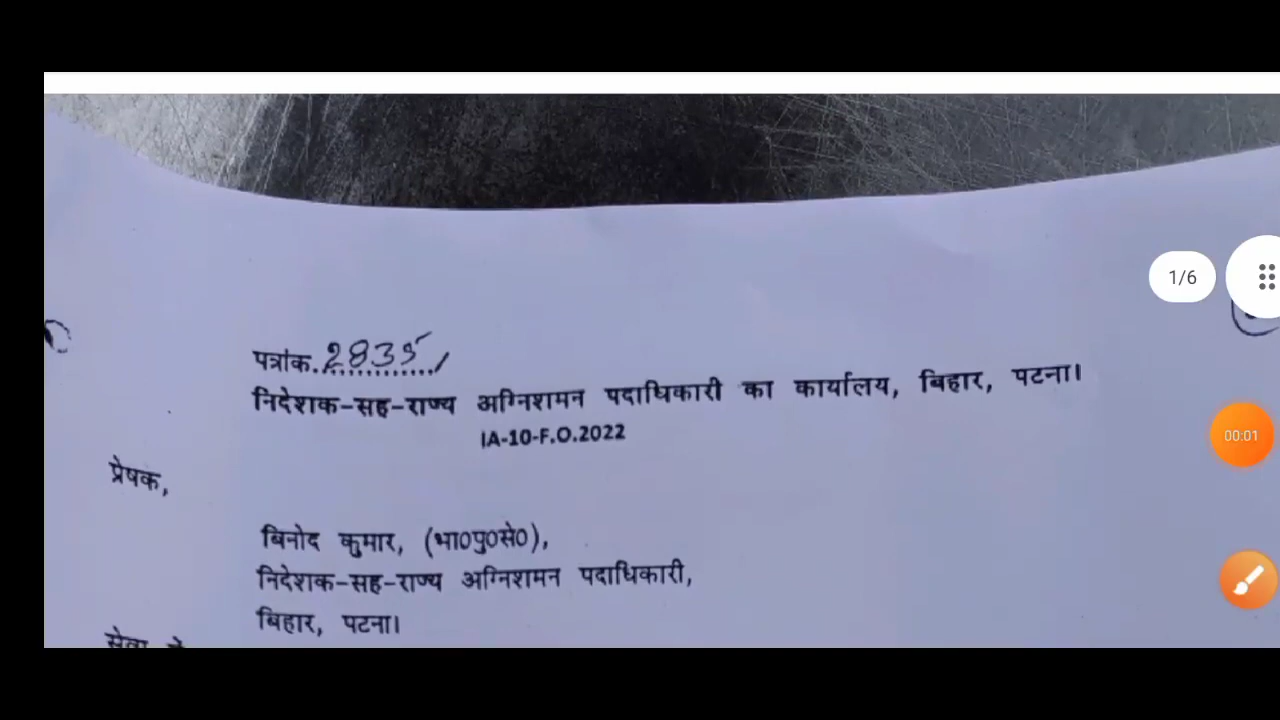 1/6
पत्रांक.2835/
निदेशक-सह-राज्य अग्निशमन पदाधिकारी का कार्यालय, बिहार, पटना।
IA-10-F.O.2022
00:01
प्रेषक,
बिनोद कुमार, (भा0पु0से0),
निदेशक-सह-राज्य अग्निशमन पदाधिकारी,
बिहार, पटना।
सेवा में